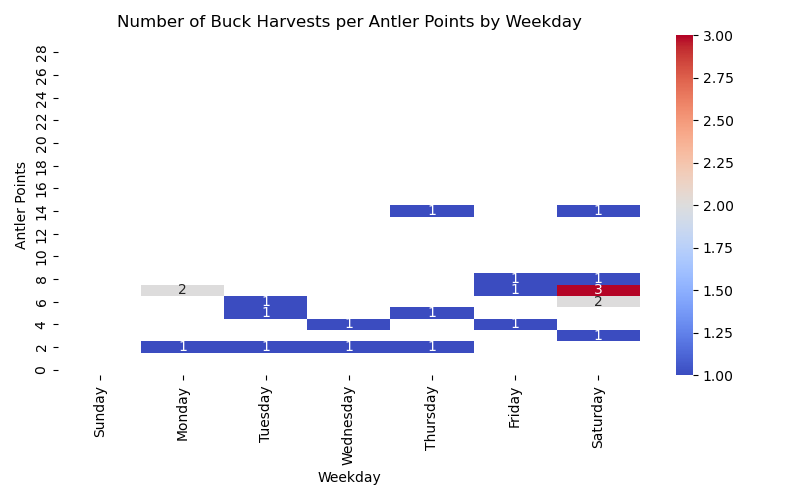 Number of Buck Harvests per Antler Points by Weekday
3.00
28
26
2.75
24
22
2.50
20
18
2.25
16
Antler Points
14
1 1
2.00
12
10
1.75
8
1 1
2 1 3
6
1 2
1.50
1 1
4
1 1
1
1.25
2
1 1 1 1
0
1.00
Sunday
Monday
Tuesday
Wednesday
Thursday
Friday
Saturday
Weekday